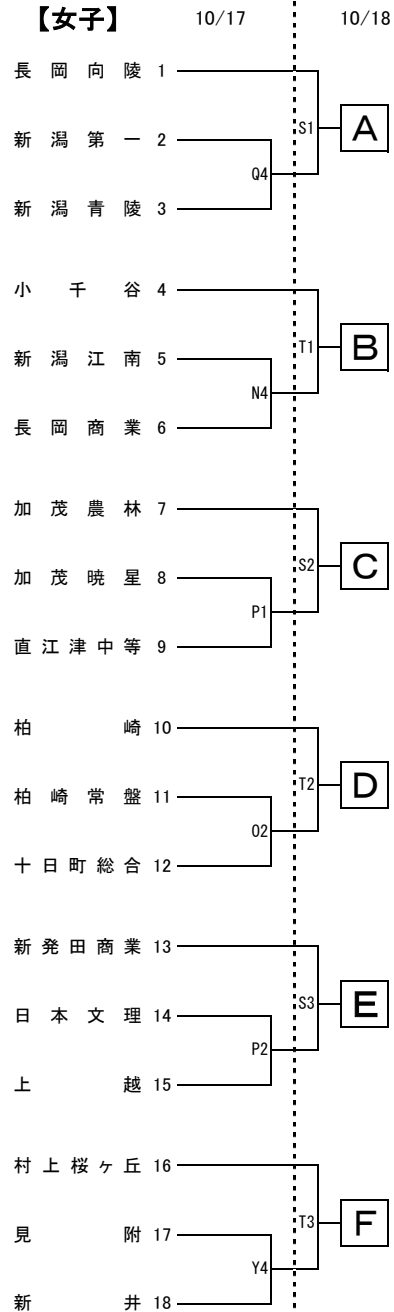 【女子】 10/17 10/18
長岡向陵 1
S1 A
新潟第一 2
Q4
新潟青陵 3
小千谷 4
T1 B
新潟江南 5
N4
長岡商業 6
加茂農林 7
S2 C
加茂暁星 8
P1
直江津中等 9
柏崎 10
T2 D
柏崎常盤 11
O2
十日町総合 12
新発田商業 13
S3 E
日本文理 14
P2
上越 15
村上桜ヶ丘 16
T3 F
見附 17
Y4
新井 18